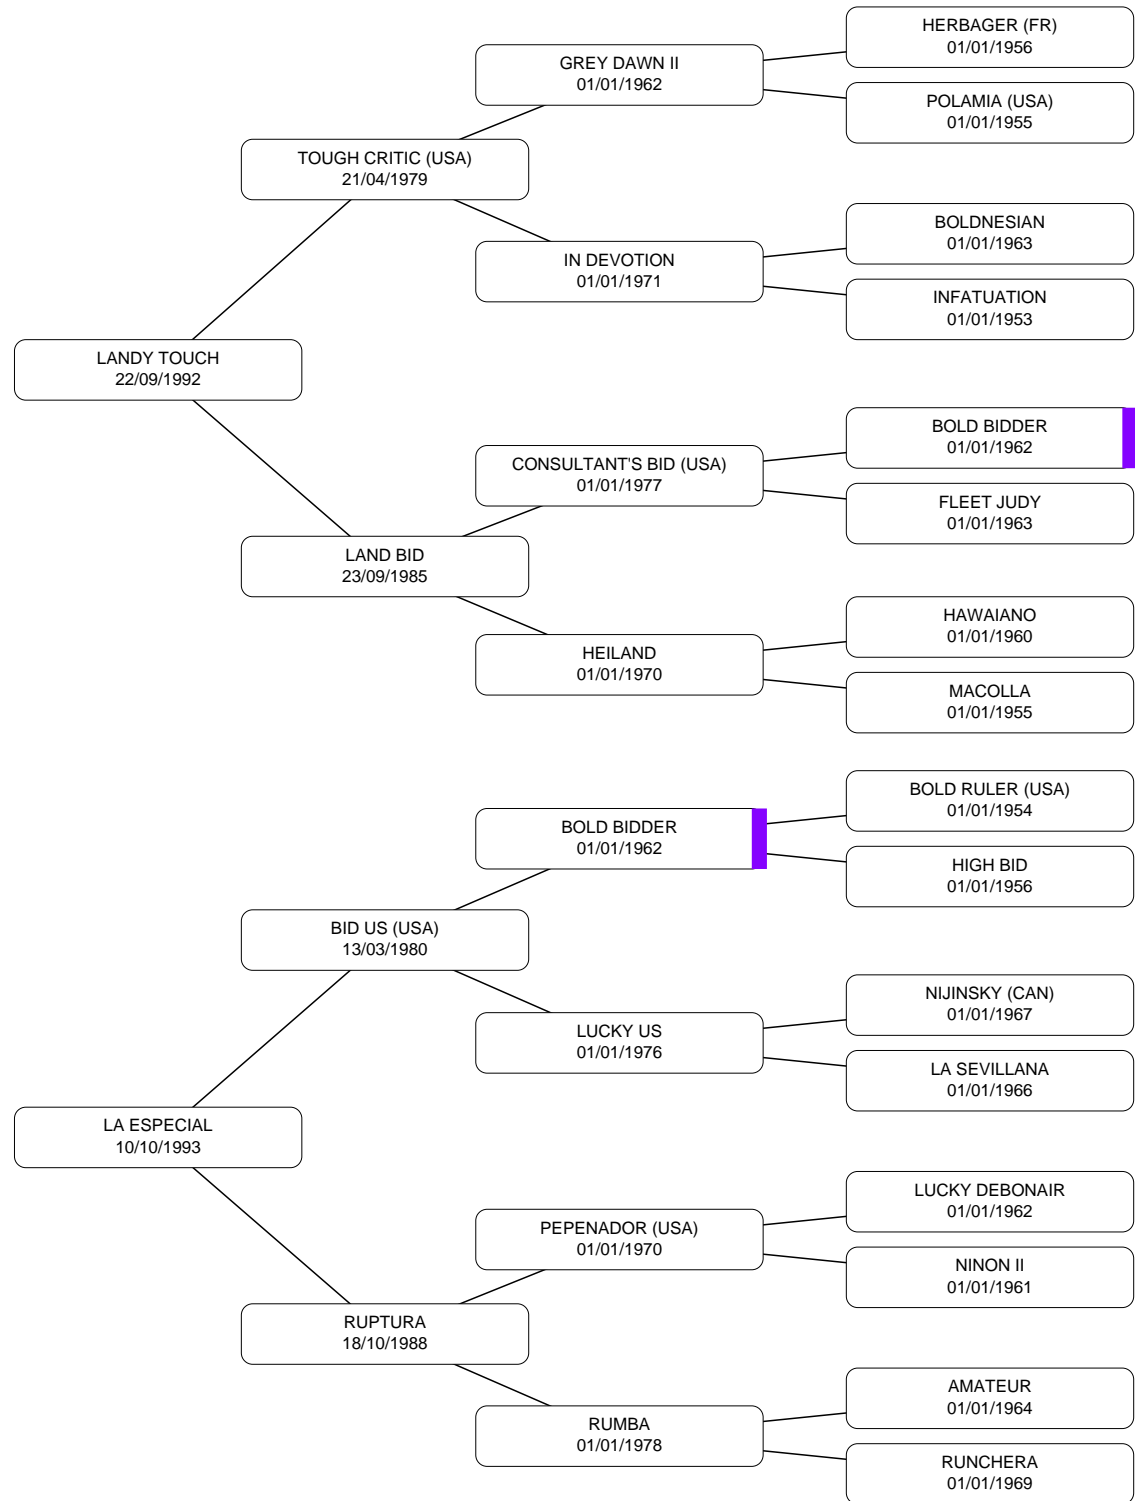 HERBAGER (FR)
01/01/1956
GREY DAWN II
01/01/1962
POLAMIA (USA)
01/01/1955
TOUGH CRITIC (USA)
21/04/1979
BOLDNESIAN
01/01/1963
IN DEVOTION
01/01/1971
INFATUATION
01/01/1953
LANDY TOUCH
22/09/1992
BOLD BIDDER
01/01/1962
CONSULTANT'S BID (USA)
01/01/1977
FLEET JUDY
01/01/1963
LAND BID
23/09/1985
HAWAIANO
01/01/1960
HEILAND
01/01/1970
MACOLLA
01/01/1955
BOLD RULER (USA)
01/01/1954
BOLD BIDDER
01/01/1962
HIGH BID
01/01/1956
BID US (USA)
13/03/1980
NIJINSKY (CAN)
01/01/1967
LUCKY US
01/01/1976
LA SEVILLANA
01/01/1966
LA ESPECIAL
10/10/1993
LUCKY DEBONAIR
01/01/1962
PEPENADOR (USA)
01/01/1970
NINON II
01/01/1961
RUPTURA
18/10/1988
AMATEUR
01/01/1964
RUMBA
01/01/1978
RUNCHERA
01/01/1969